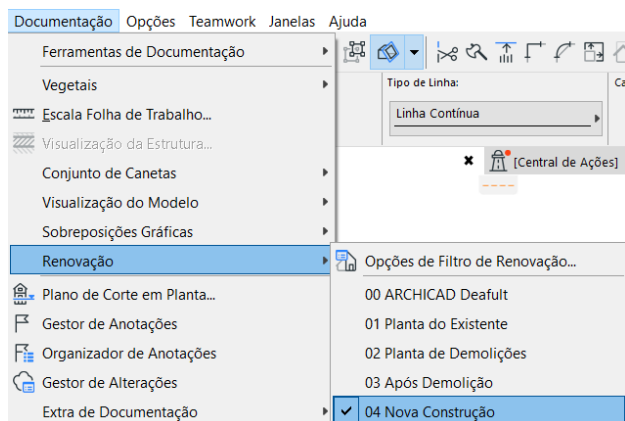 Documentação Opções Teamwork Janelas Ajuda
Ferramentas de Documentação
Vegetais
Tipo de Linha:
Ca
Escala Folha de Trabalho...
Linha Contínua
Visualização da Estrutura...
[Central de Ações]
Conjunto de Canetas
Visualização do Modelo
Sobreposições Gráficas
Renovação
Opções de Filtro de Renovação...
Plano de Corte em Planta...
00 ARCHICAD Deafult
Gestor de Anotações
01 Planta do Existente
Organizador de Anotações
02 Planta de Demolições
Gestor de Alterações
03 Após Demolição
Extra de Documentação
04 Nova Construção